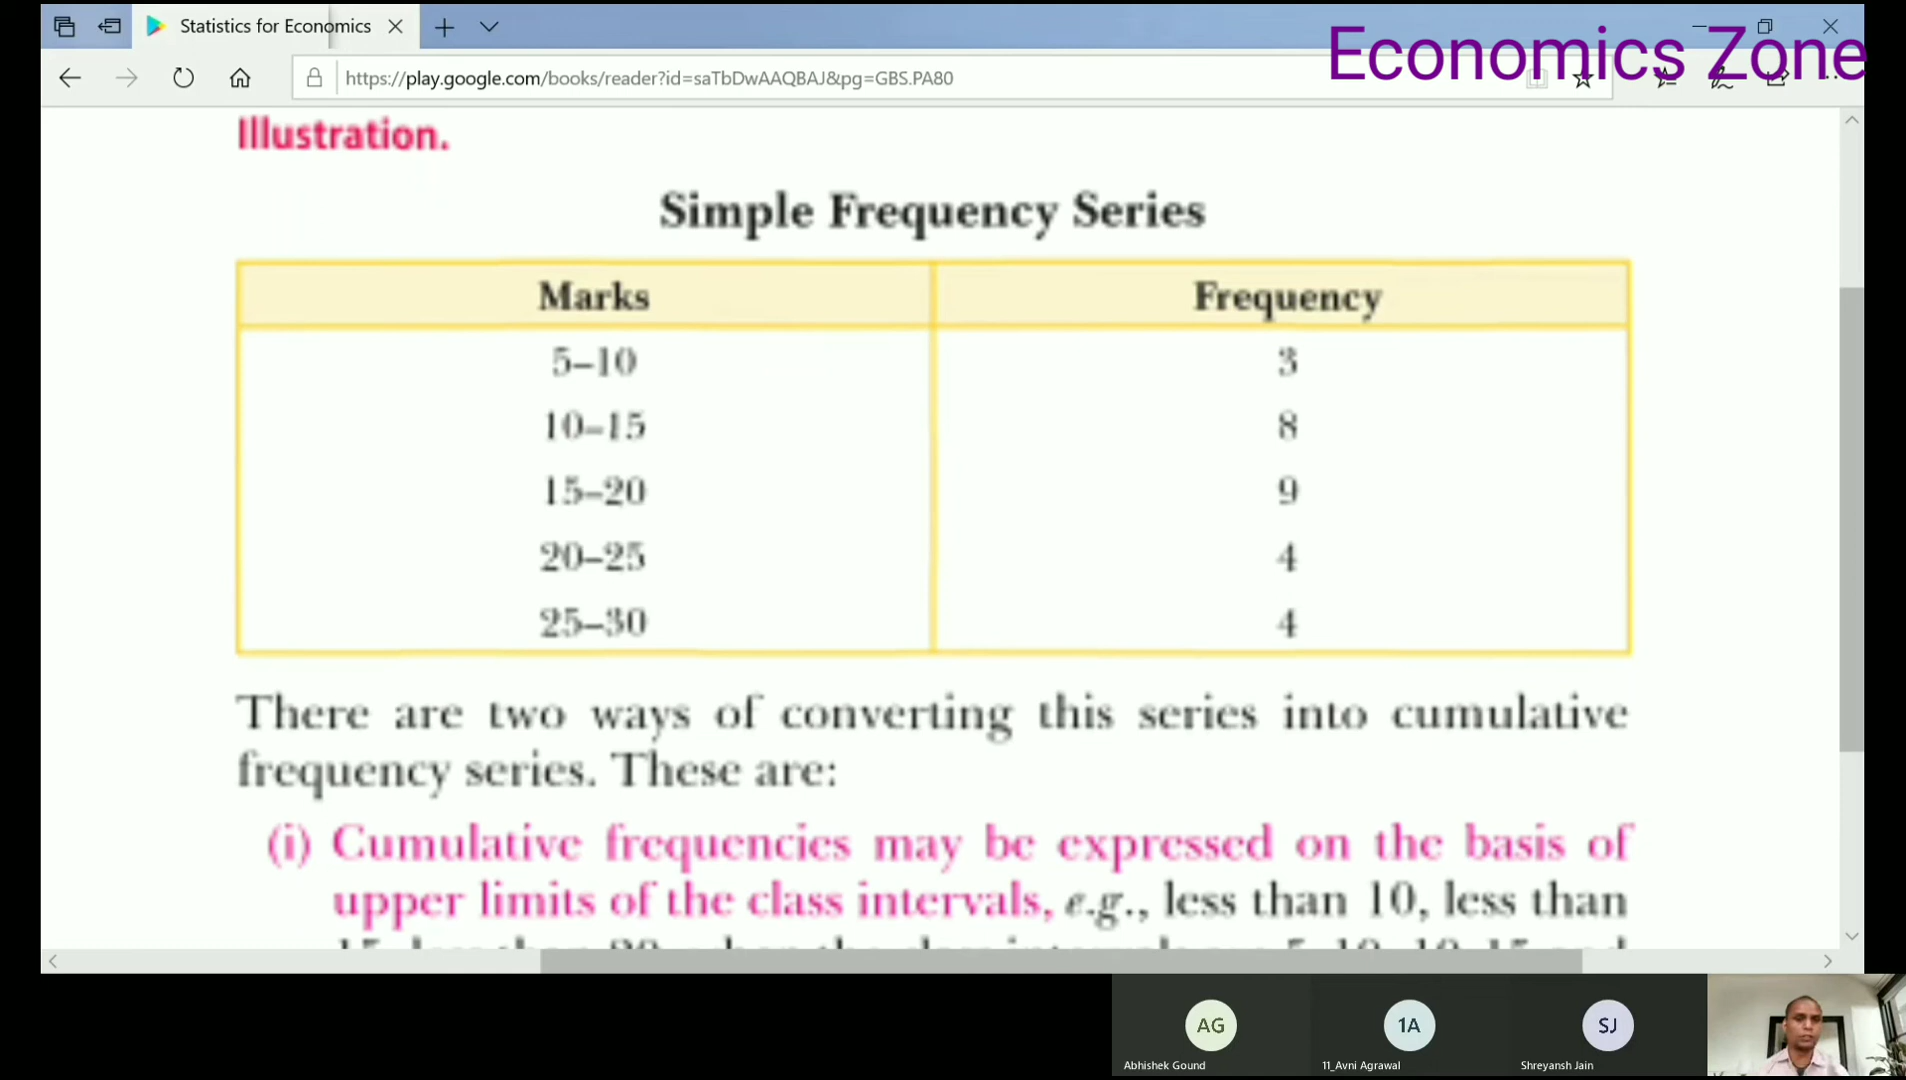 Statistics for Economics
Economics Zone
https://play.google.com/books/reader?id=saTbDwAAQBAJ&pg=GBS.PA80
Illustration.
Simple Frequency Series
Marks Frequency
5–10 3
10–15 8
15–20 9
20–25 4
25–30 4
There are two ways of converting this series into cumulative
frequency series. These are:
(i) Cumulative frequencies may be expressed on the basis of
upper limits of the class intervals, e.g., less than 10, less than
AG 1A SJ
Abhishek Gound 11_Avni Agrawal Shreyansh Jain